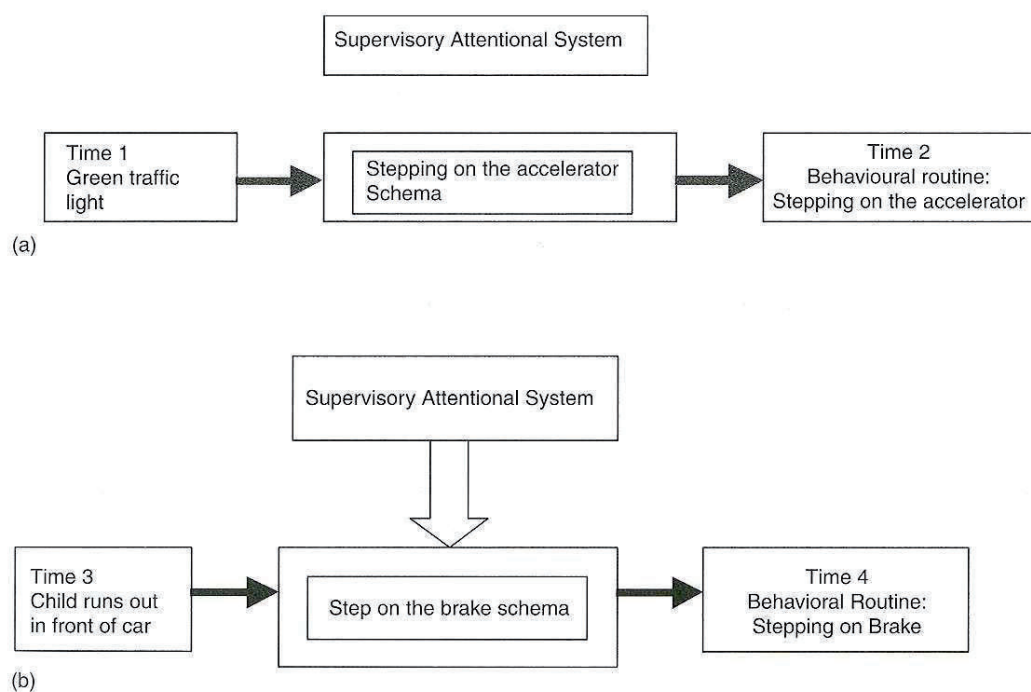 Supervisory Attentional System
Time 1
Green traffic
light
Stepping on the accelerator
Schema
Time 2
Behavioural routine:
Stepping on the accelerator
(a)
Supervisory Attentional System
Time 3
Child runs out
in front of car
Step on the brake schema
Time 4
Behavioral Routine:
Stepping on Brake
(b)